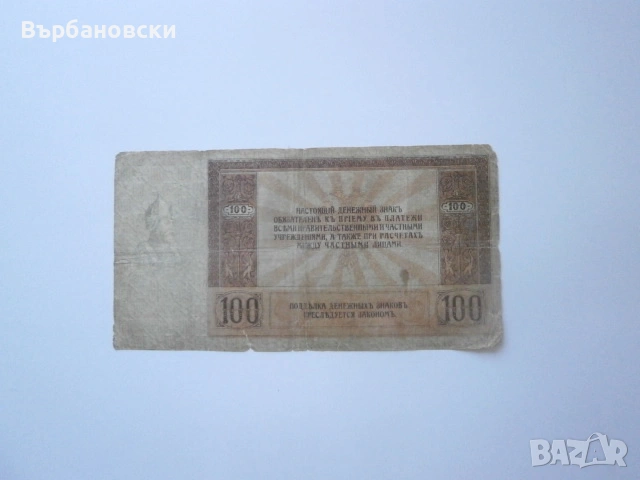 Върбановски
НАСТОЯЩІЙ ДЕНЕЖНЫЙ ЗНАКЪ
ОБЯЗАТЕЛЕНЪ КЪ ПРІЕМУ ВЪ ПЛАТЕЖИ
ВСѢМИ ПРАВИТЕЛЬСТВЕННЫМИ И ЧАСТНЫМИ
УЧРЕЖДЕНІЯМИ, А ТАКЖЕ ПРИ РАСЧЕТАХЪ
МЕЖДУ ЧАСТНЫМИ ЛИЦАМИ.
100 100
100 ПОДДѢЛКА ДЕНЕЖНЫХЪ ЗНАКОВЪ 100
ПРЕСЛѢДУЕТСЯ ЗАКОНОМЪ.
BAZAR